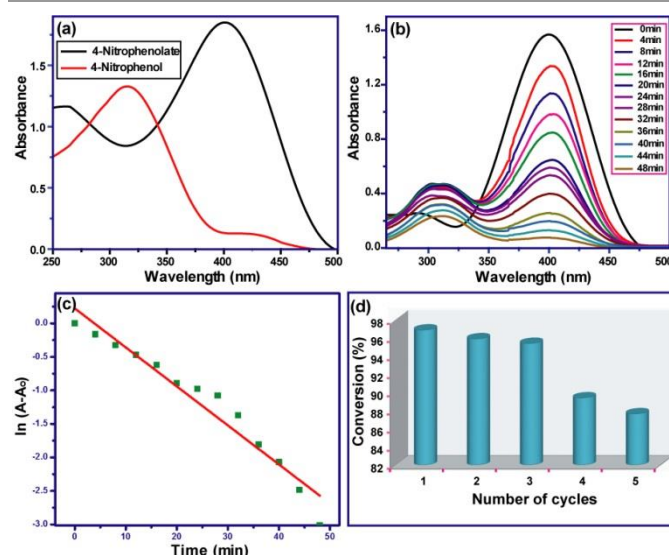 (a)
4-Nitrophenolate
4-Nitrophenol
Absorbance
1.5
1.0
0.5
0.0
250 300 350 400 450 500
Wavelength (nm)
(b)
0min
4min
8min
12min
16min
20min
24min
28min
32min
36min
40min
44min
48min
Absorbance
1.6
1.2
0.8
0.4
0.0
300 350 400 450 500
Wavelength (nm)
(c)
ln (A-A₀)
0.0
-0.5
-1.0
-1.5
-2.0
-2.5
-3.0
0 10 20 30 40 50
Time (min)
(d)
Conversion (%)
98
96
94
92
90
88
86
84
82
1 2 3 4 5
Number of cycles